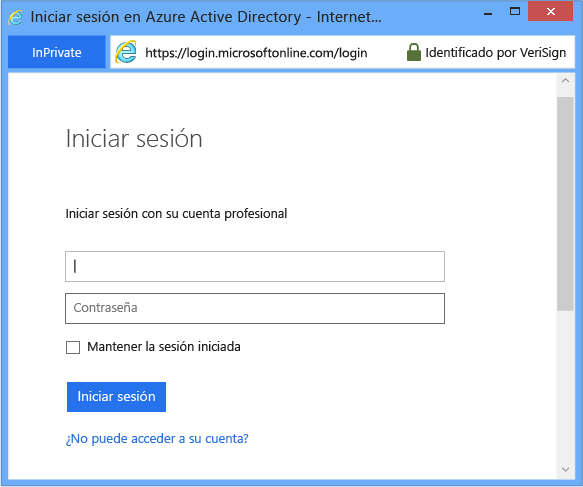 Iniciar sesión en Azure Active Directory - Internet...
InPrivate https://login.microsoftonline.com/login Identificado por VeriSign
Iniciar sesión
Iniciar sesión con su cuenta profesional
Contraseña
Mantener la sesión iniciada
Iniciar sesión
¿No puede acceder a su cuenta?